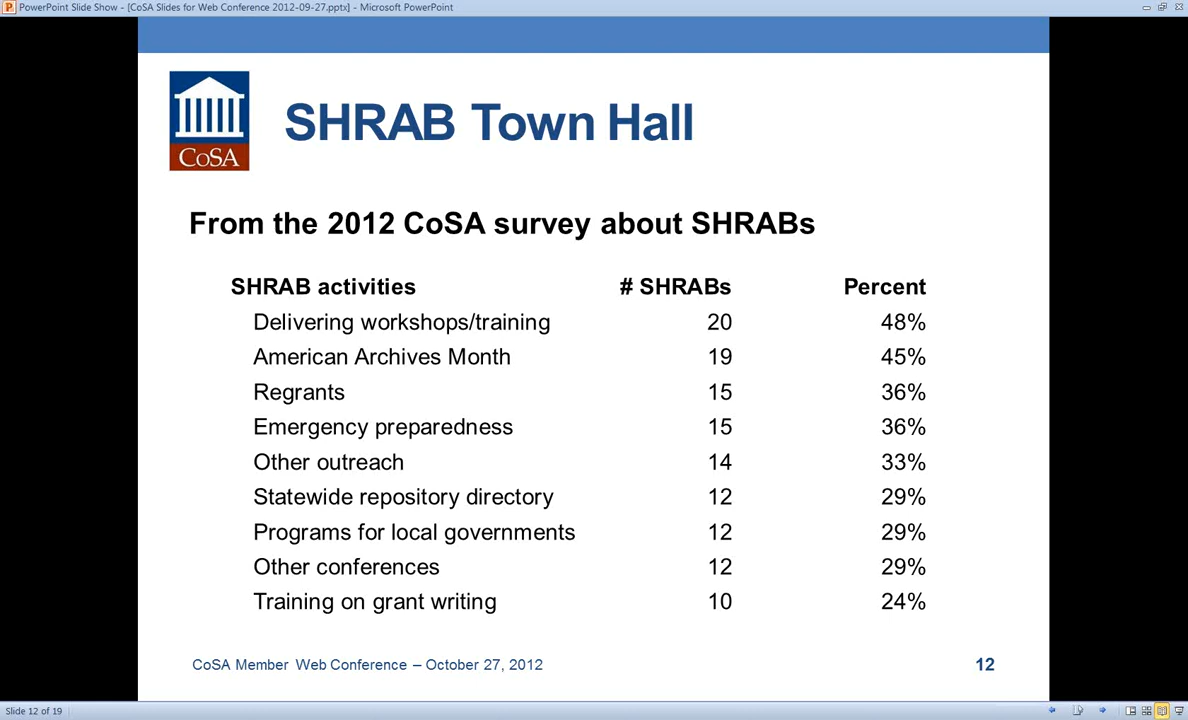 PowerPoint Slide Show - [CoSA Slides for Web Conference 2012-09-27.pptx] - Microsoft PowerPoint
CoSA
SHRAB Town Hall
From the 2012 CoSA survey about SHRABs
SHRAB activities # SHRABs Percent
Delivering workshops/training 20 48%
American Archives Month 19 45%
Regrants 15 36%
Emergency preparedness 15 36%
Other outreach 14 33%
Statewide repository directory 12 29%
Programs for local governments 12 29%
Other conferences 12 29%
Training on grant writing 10 24%
CoSA Member Web Conference – October 27, 2012 12
Slide 12 of 19